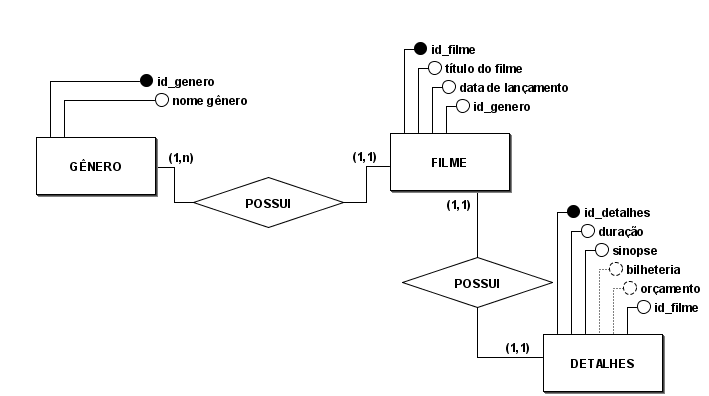 id_genero
nome gênero
GÊNERO
(1,n)
POSSUI
(1,1)
id_filme
título do filme
data de lançamento
id_genero
FILME
(1,1)
POSSUI
(1,1)
id_detalhes
duração
sinopse
bilheteria
orçamento
id_filme
DETALHES